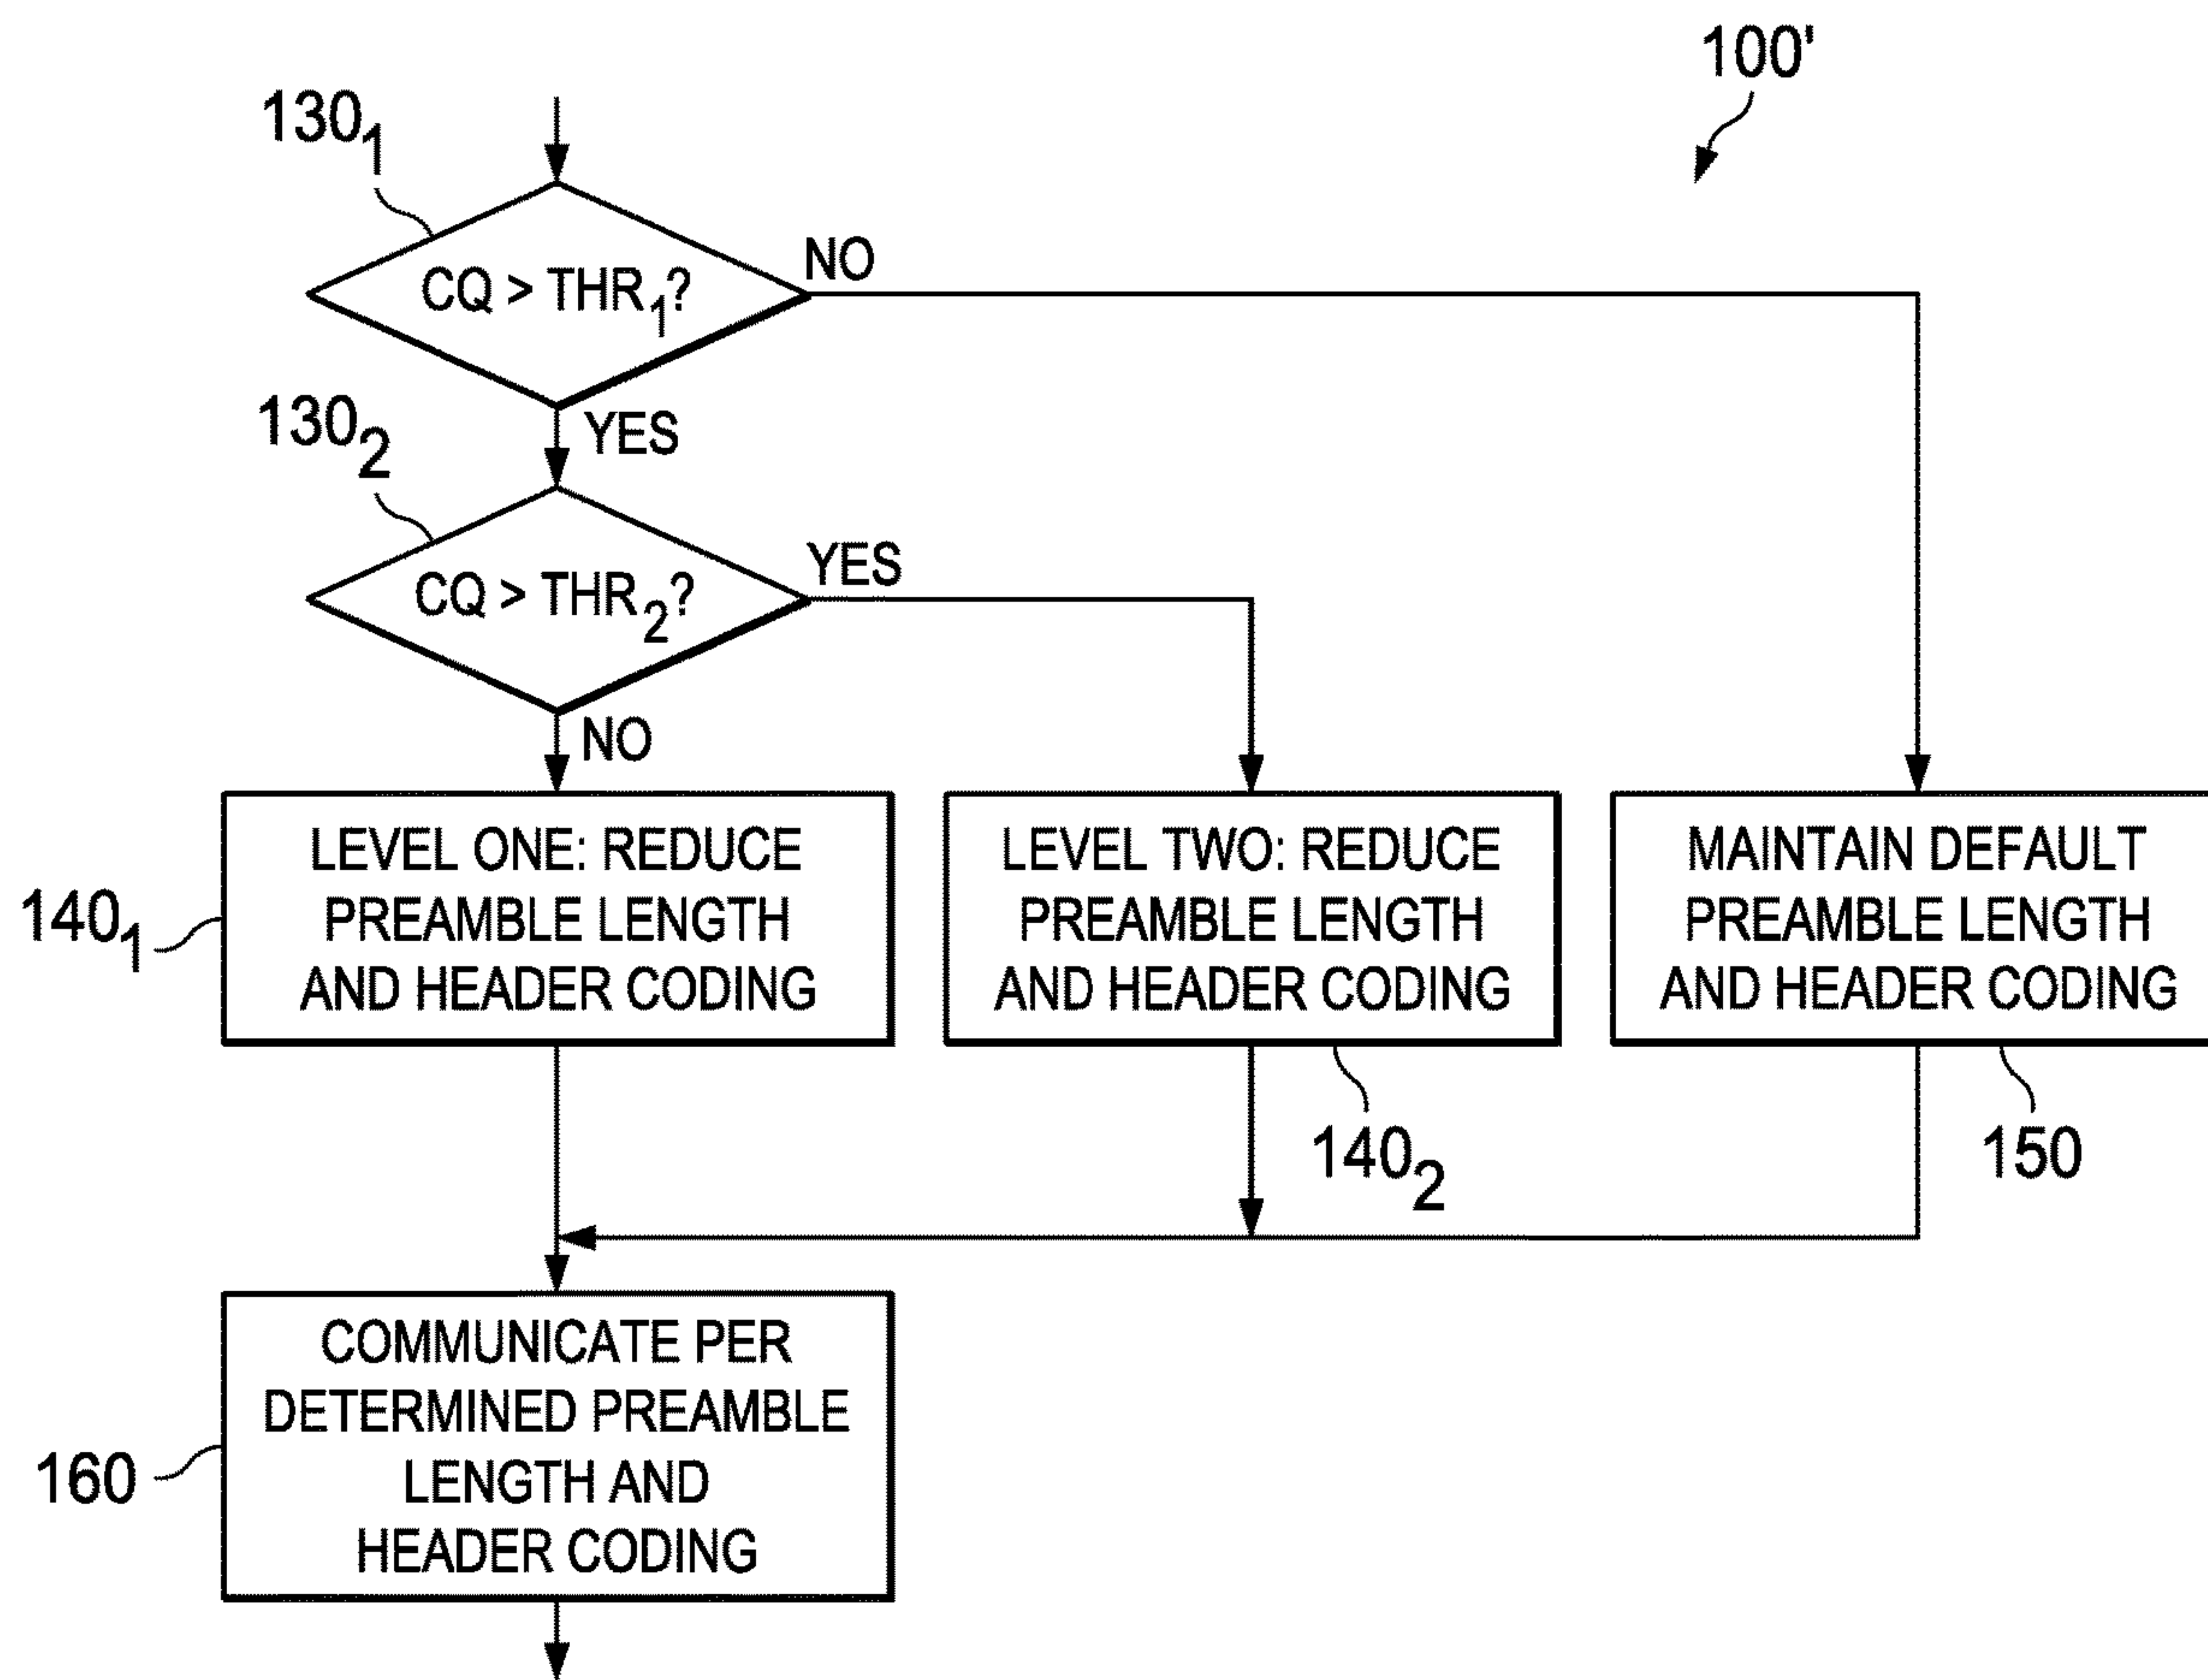 100'
130₁
CQ > THR₁?
NO
130₂
YES
CQ > THR₂?
YES
NO
LEVEL ONE: REDUCE
PREAMBLE LENGTH
AND HEADER CODING
140₁
LEVEL TWO: REDUCE
PREAMBLE LENGTH
AND HEADER CODING
140₂
MAINTAIN DEFAULT
PREAMBLE LENGTH
AND HEADER CODING
150
COMMUNICATE PER
DETERMINED PREAMBLE
LENGTH AND
HEADER CODING
160